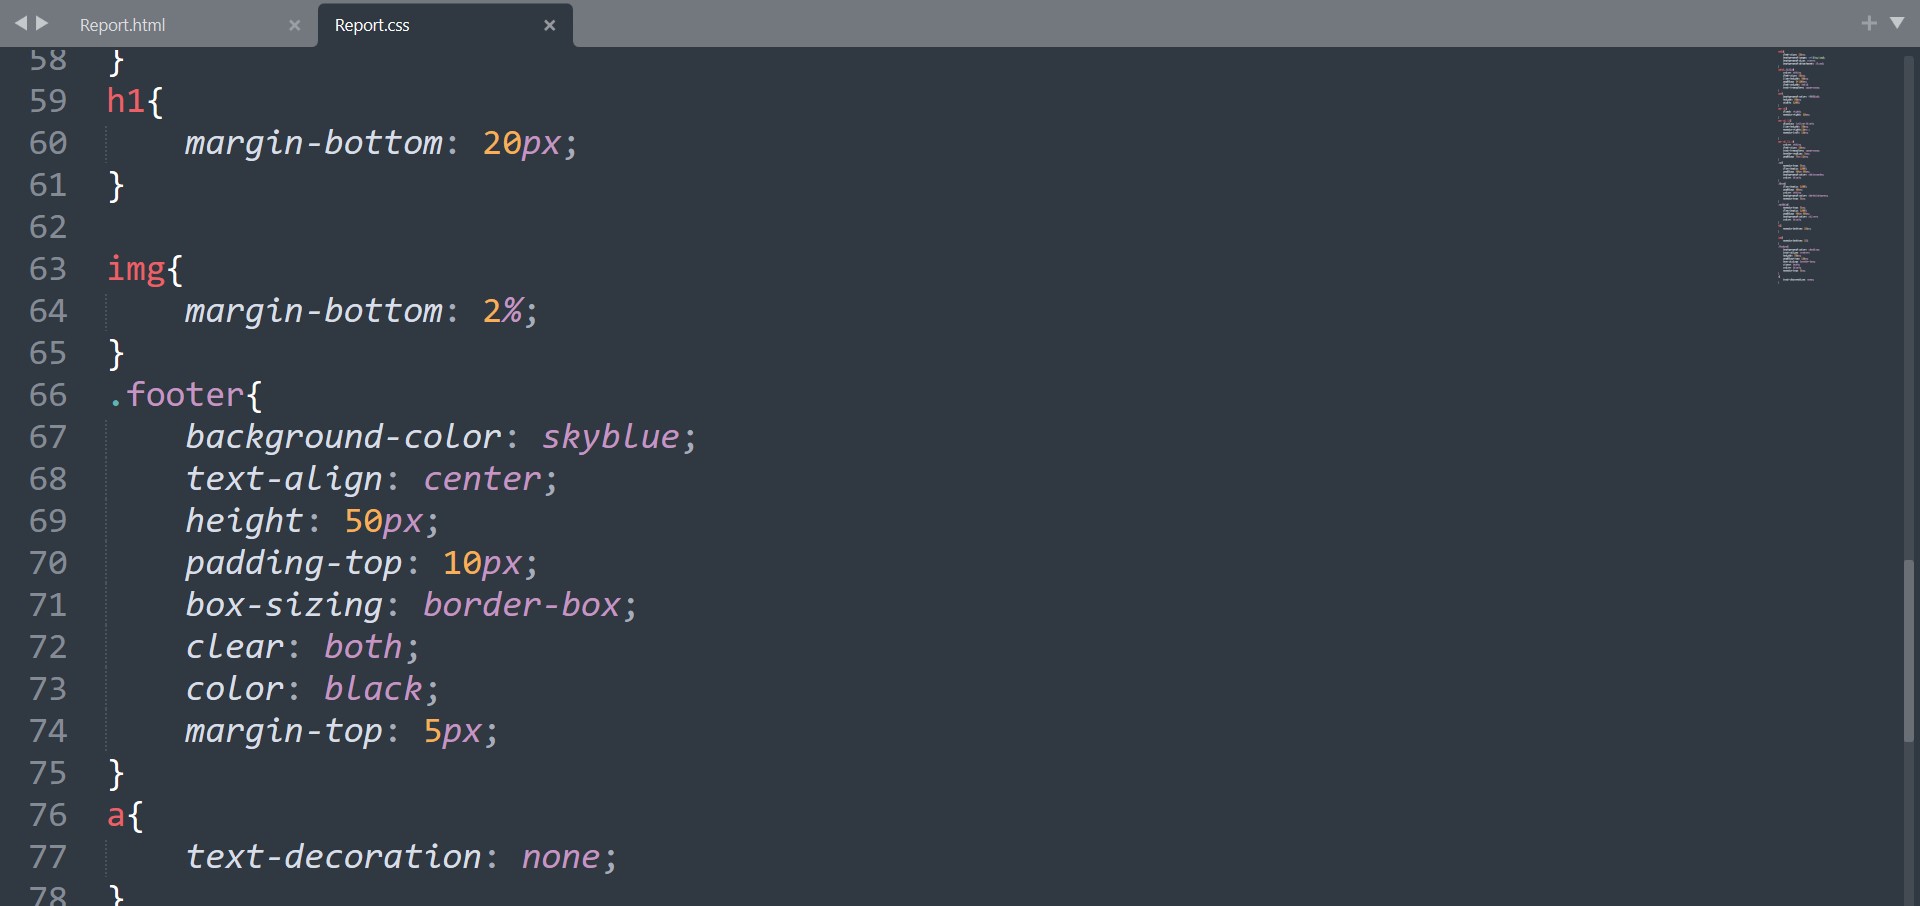 Report.html
Report.css
58 }
59 h1{
60 margin-bottom: 20px;
61 }
62
63 img{
64 margin-bottom: 2%;
65 }
66 .footer{
67 background-color: skyblue;
68 text-align: center;
69 height: 50px;
70 padding-top: 10px;
71 box-sizing: border-box;
72 clear: both;
73 color: black;
74 margin-top: 5px;
75 }
76 a{
77 text-decoration: none;
78 }